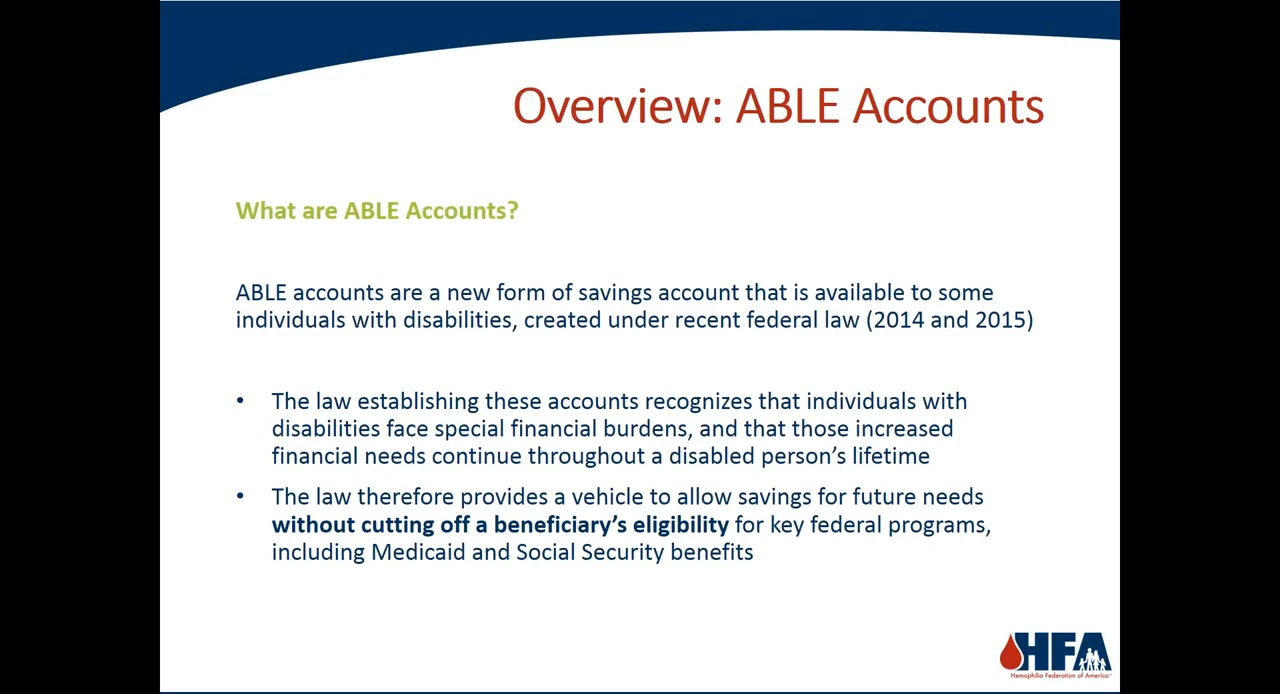 Overview: ABLE Accounts
What are ABLE Accounts?
ABLE accounts are a new form of savings account that is available to some
individuals with disabilities, created under recent federal law (2014 and 2015)
• The law establishing these accounts recognizes that individuals with
disabilities face special financial burdens, and that those increased
financial needs continue throughout a disabled person's lifetime
• The law therefore provides a vehicle to allow savings for future needs
without cutting off a beneficiary's eligibility for key federal programs,
including Medicaid and Social Security benefits
HFA
Hemophilia Federation of America